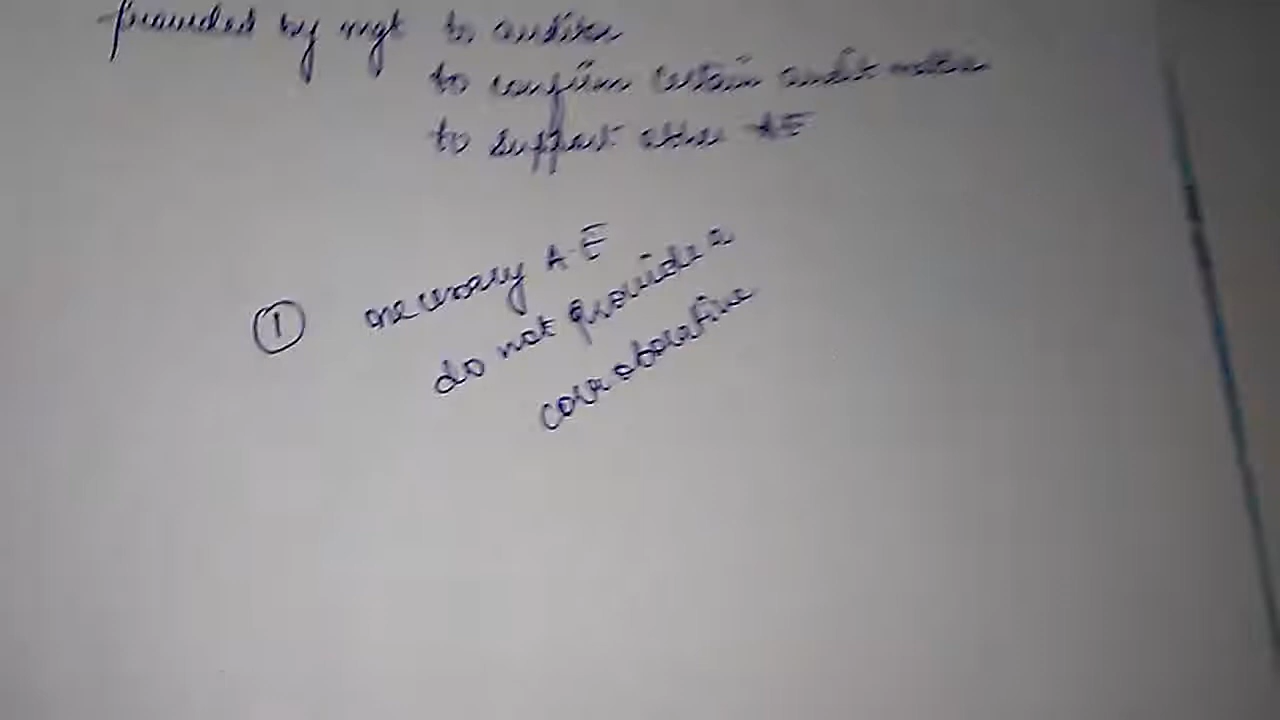 provided by mgt to auditor
to confirm certain audit matters
to support other AE
① necessary A.E
do not provide
corroborative